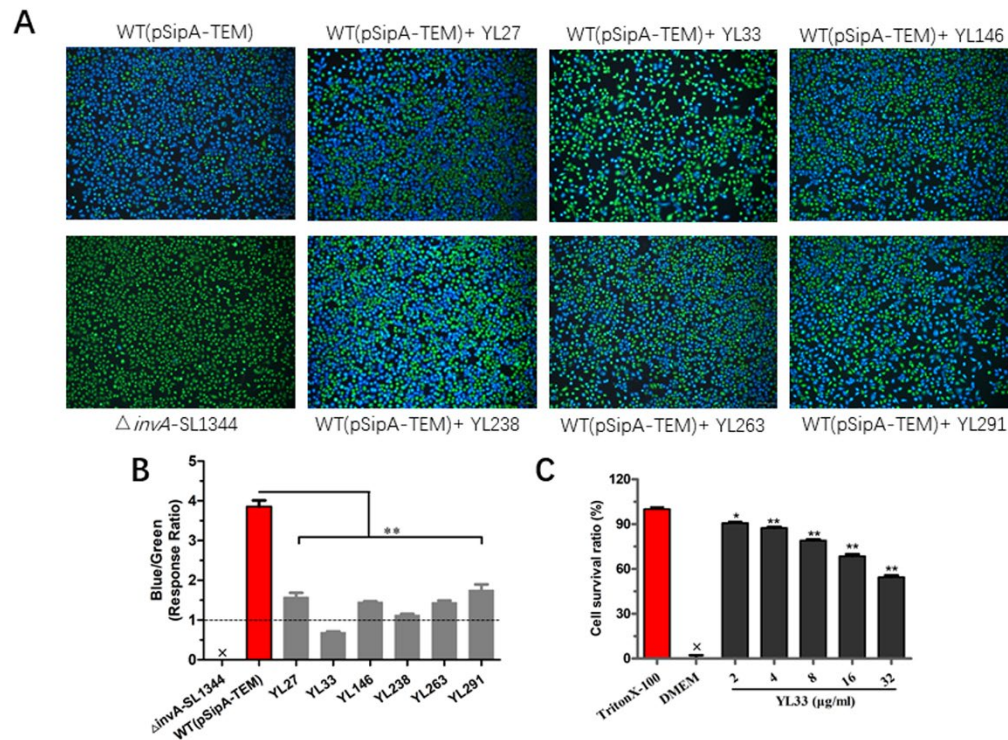 A
WT(pSipA-TEM)
WT(pSipA-TEM)+ YL27
WT(pSipA-TEM)+ YL33
WT(pSipA-TEM)+ YL146
△invA-SL1344
WT(pSipA-TEM)+ YL238
WT(pSipA-TEM)+ YL263
WT(pSipA-TEM)+ YL291
B
Blue/Green
(Response Ratio)
5
4
3
2
1
0
**
×
△invA-SL1344
WT(pSipA-TEM)
YL27
YL33
YL146
YL238
YL263
YL291
C
Cell survival ratio (%)
120
90
60
30
0
×
*
**
**
**
**
TritonX-100
DMEM
2
4
8
16
32
YL33 (μg/ml)